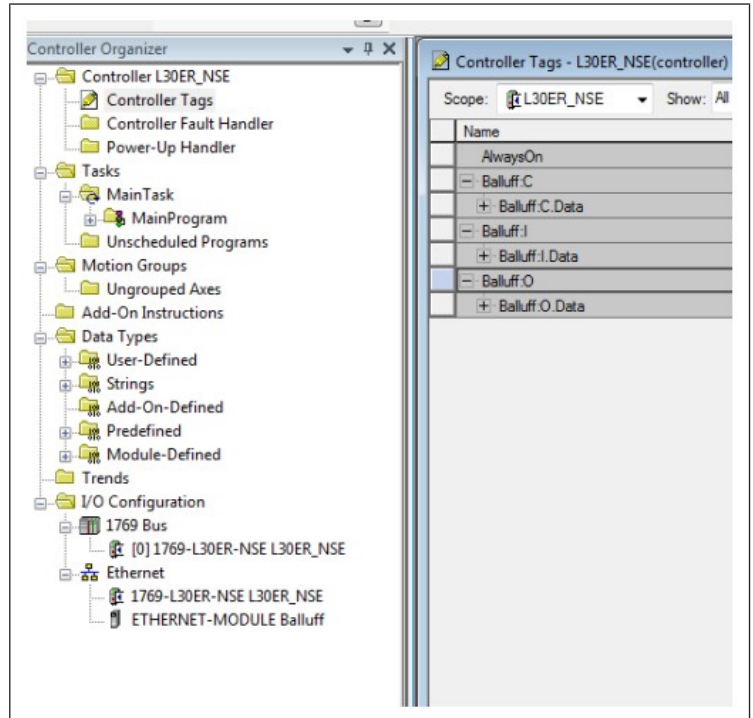 Controller Organizer
Controller L30ER_NSE
Controller Tags
Controller Fault Handler
Power-Up Handler
Tasks
MainTask
MainProgram
Unscheduled Programs
Motion Groups
Ungrouped Axes
Add-On Instructions
Data Types
User-Defined
Strings
Add-On-Defined
Predefined
Module-Defined
Trends
I/O Configuration
1769 Bus
[0] 1769-L30ER-NSE L30ER_NSE
Ethernet
1769-L30ER-NSE L30ER_NSE
ETHERNET-MODULE Balluff
Controller Tags - L30ER_NSE(controller)
Scope: L30ER_NSE Show: All
Name
AlwaysOn
Balluff:C
Balluff:C.Data
Balluff:I
Balluff:I.Data
Balluff:O
Balluff:O.Data